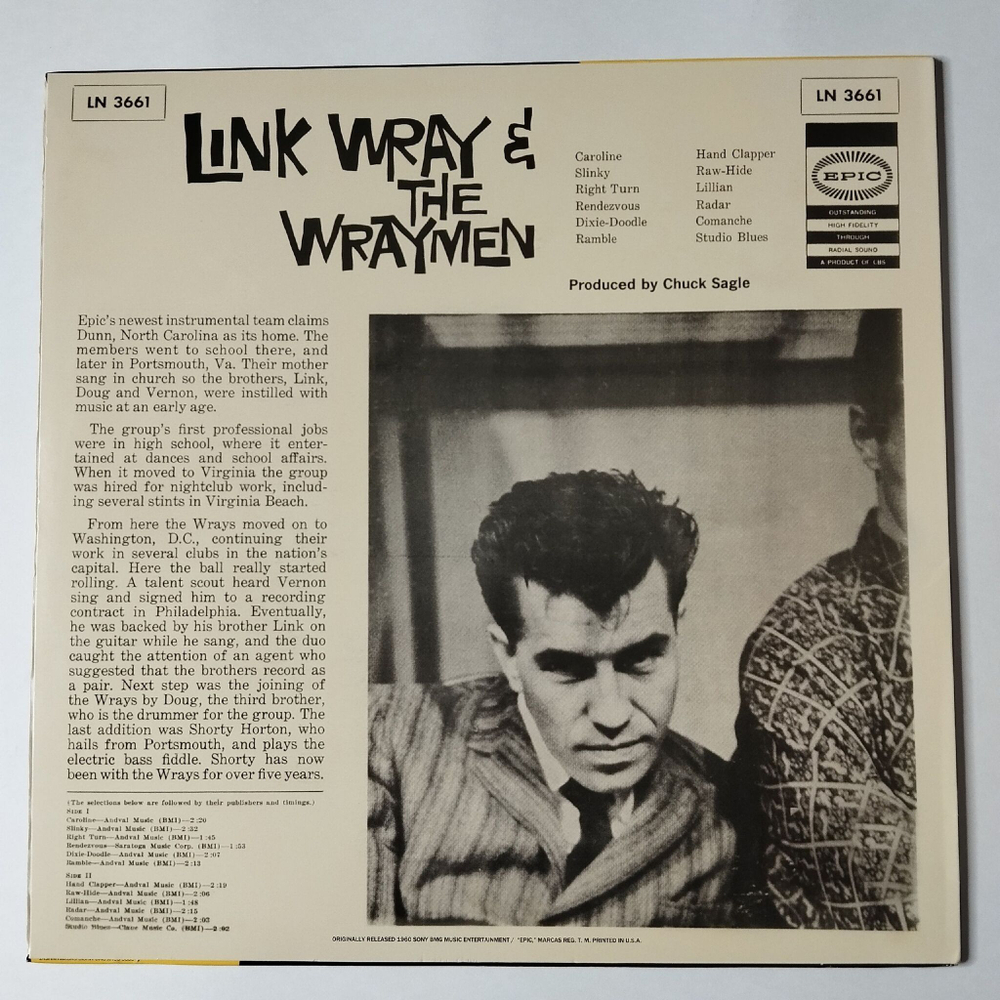 LN 3661
LN 3661
LINK WRAY &
THE
WRAYMEN
Caroline
Slinky
Right Turn
Rendezvous
Dixie-Doodle
Ramble
Hand Clapper
Raw-Hide
Lillian
Radar
Comanche
Studio Blues
EPIC
OUTSTANDING
HIGH FIDELITY
THROUGH
RADIAL SOUND
A PRODUCT OF CBS
Produced by Chuck Sagle
Epic's newest instrumental team claims
Dunn, North Carolina as its home. The
members went to school there, and
later in Portsmouth, Va. Their mother
sang in church so the brothers, Link,
Doug and Vernon, were instilled with
music at an early age.
The group's first professional jobs
were in high school, where it enter-
tained at dances and school affairs.
When it moved to Virginia the group
was hired for nightclub work, includ-
ing several stints in Virginia Beach.
From here the Wrays moved on to
Washington, D.C., continuing their
work in several clubs in the nation's
capital. Here the ball really started
rolling. A talent scout heard Vernon
sing and signed him to a recording
contract in Philadelphia. Eventually,
he was backed by his brother Link on
the guitar while he sang, and the duo
caught the attention of an agent who
suggested that the brothers record as
a pair. Next step was the joining of
the Wrays by Doug, the third brother,
who is the drummer for the group. The
last addition was Shorty Horton, who
hails from Portsmouth, and plays the
electric bass fiddle. Shorty has now
been with the Wrays for over five years.
(The selections below are followed by their publishers and timings.)
SIDE I
Caroline—Andval Music (BMI)—2:20
Slinky—Andval Music (BMI)—2:32
Right Turn—Andval Music (BMI)—1:45
Rendezvous—Saratoga Music Corp. (BMI)—1:53
Dixie-Doodle—Andval Music (BMI)—2:07
Ramble—Andval Music (BMI)—2:13
SIDE II
Hand Clapper—Andval Music (BMI)—2:19
Raw-Hide—Andval Music (BMI)—2:06
Lillian—Andval Music (BMI)—1:48
Radar—Andval Music (BMI)—2:15
Comanche—Andval Music (BMI)—2:03
Studio Blues—Clane Music Co. (BMI)—2:02
ORIGINALLY RELEASED 1960 SONY BMG MUSIC ENTERTAINMENT / "EPIC," MARCAS REG. T. M. PRINTED IN U.S.A.